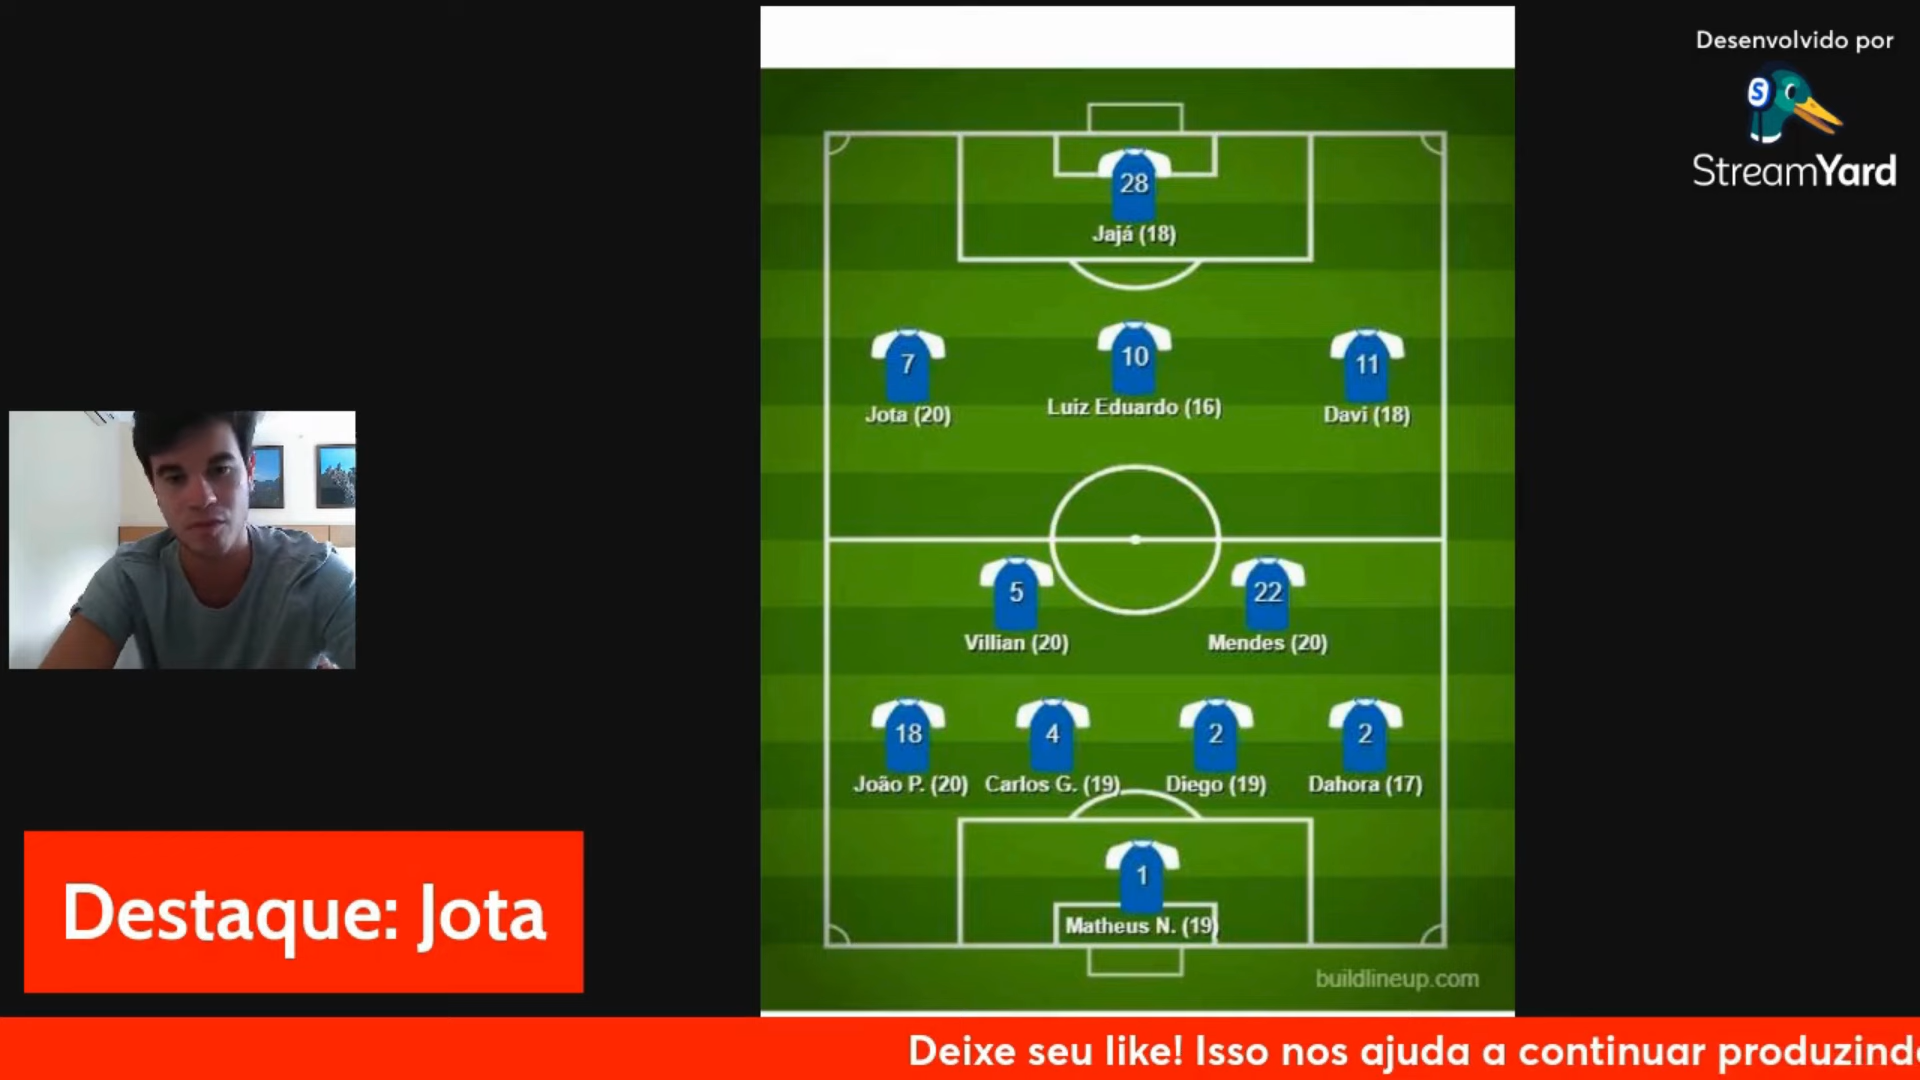 Desenvolvido por
S
StreamYard
28
Jajá (18)
7
10
11
Jota (20)
Luiz Eduardo (16)
Davi (18)
5
22
Villian (20)
Mendes (20)
18
4
2
2
João P. (20)
Carlos G. (19)
Diego (19)
Dahora (17)
1
Matheus N. (19)
buildlineup.com
Destaque: Jota
Deixe seu like! Isso nos ajuda a continuar produzind